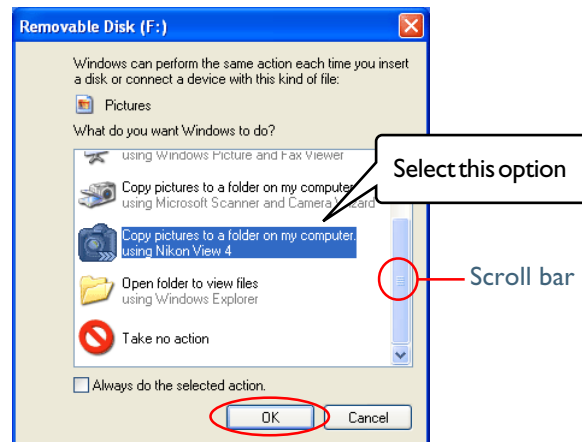 Removable Disk (F:)
Windows can perform the same action each time you insert
a disk or connect a device with this kind of file:
Pictures
What do you want Windows to do?
using Windows Picture and Fax Viewer
Select this option
Copy pictures to a folder on my computer
using Microsoft Scanner and Camera Wizard
Copy pictures to a folder on my computer.
using Nikon View 4
Scroll bar
Open folder to view files
using Windows Explorer
Take no action
Always do the selected action.
OK
Cancel